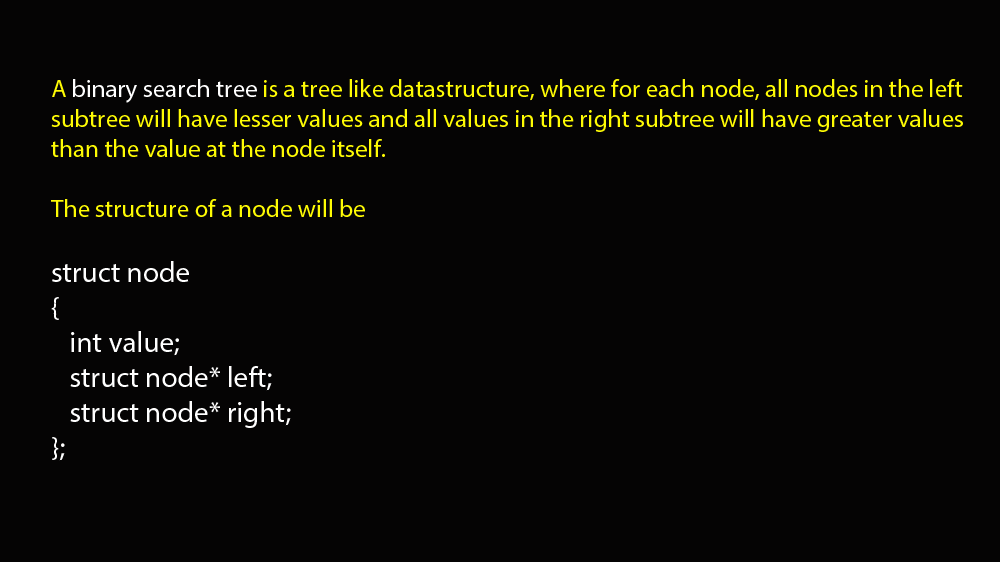 A binary search tree is a tree like datastructure, where for each node, all nodes in the left
subtree will have lesser values and all values in the right subtree will have greater values
than the value at the node itself.
The structure of a node will be
struct node
{
int value;
struct node* left;
struct node* right;
};